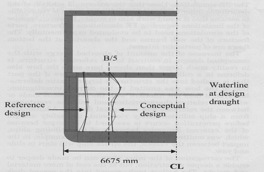 B/5
Waterline
at design
draught
Reference
design
Conceptual
design
6675 mm
CL